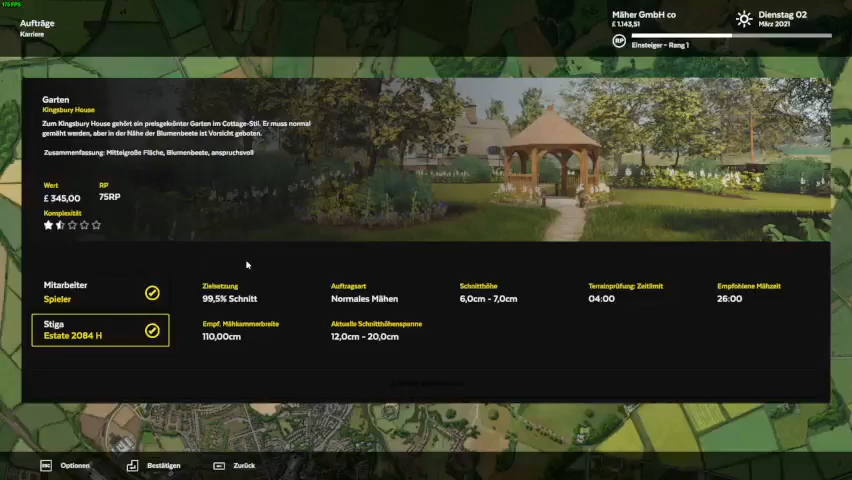 175 FPS
Aufträge
Karriere
Mäher GmbH co
£ 1.143,51
RP
Einsteiger - Rang 1
Dienstag 02
März 2021
Garten
Kingsbury House
Zum Kingsbury House gehört ein preisgekrönter Garten im Cottage-Stil. Er muss normal
gemäht werden, aber in der Nähe der Blumenbeete ist Vorsicht geboten.
Zusammenfassung: Mittelgroße Fläche, Blumenbeete, anspruchsvoll
Wert
£ 345,00
RP
75RP
Komplexität
Mitarbeiter
Spieler
Stiga
Estate 2084 H
Zielsetzung
99,5% Schnitt
Auftragsart
Normales Mähen
Schnitthöhe
6,0cm - 7,0cm
Terrainprüfung: Zeitlimit
04:00
Empfohlene Mähzeit
26:00
Empf. Mähkammerbreite
110,00cm
Aktuelle Schnitthöhenspanne
12,0cm - 20,0cm
ESC Optionen
Bestätigen
Zurück